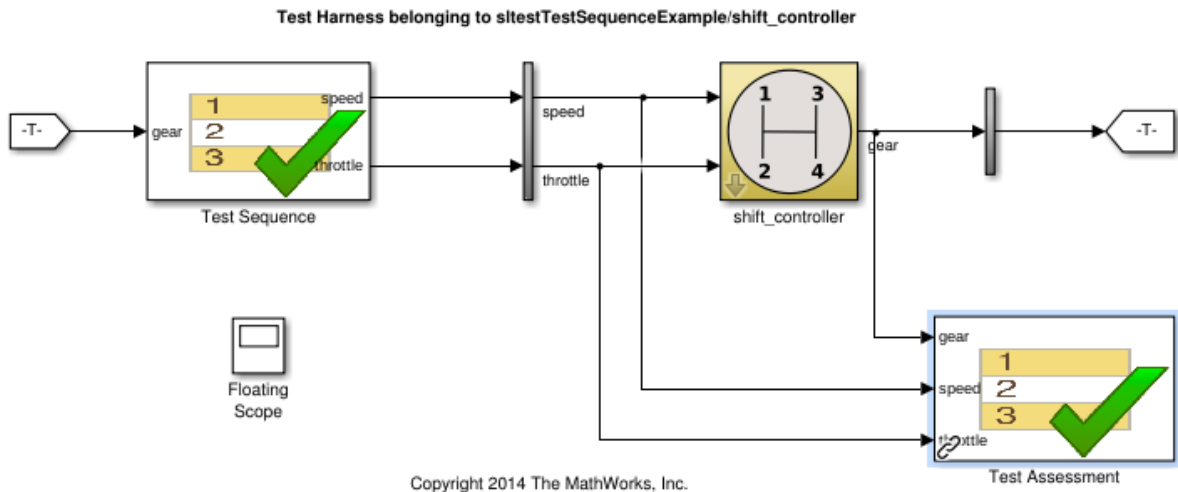 Test Harness belonging to sltestTestSequenceExample/shift_controller
-T-
gear
1
2
3
speed
throttle
Test Sequence
speed
throttle
1 3
2 4
shift_controller
gear
-T-
Floating
Scope
gear
speed
throttle
1
2
3
Test Assessment
Copyright 2014 The MathWorks, Inc.